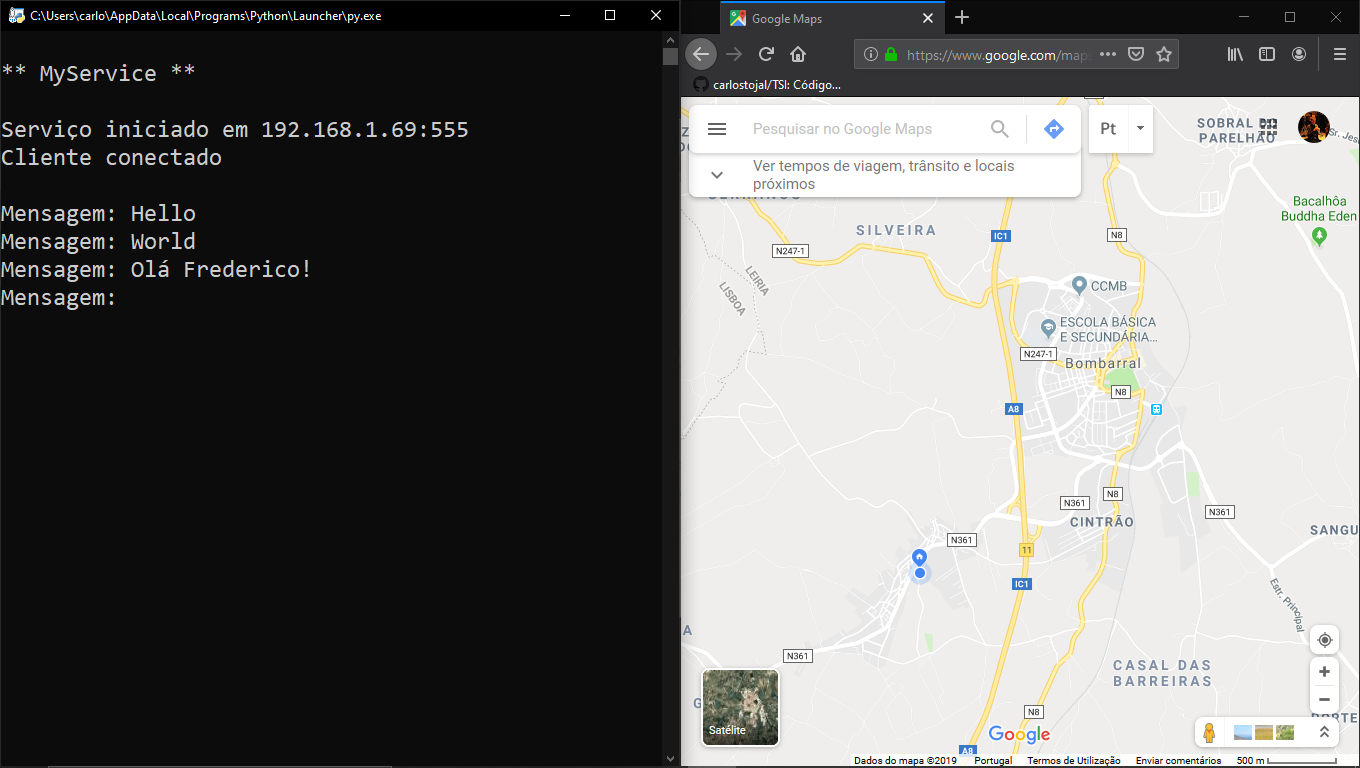 C:\Users\carlo\AppData\Local\Programs\Python\Launcher\py.exe
** MyService **
Serviço iniciado em 192.168.1.69:555
Cliente conectado
Mensagem: Hello
Mensagem: World
Mensagem: Olá Frederico!
Mensagem:
Google Maps
https://www.google.com/map
carlostojal/TSI: Código...
Pesquisar no Google Maps
Ver tempos de viagem, trânsito e locais
próximos
Pt
SOBRAL
PARELHÃO
Bacalhôa
Buddha Eden
SILVEIRA
IC1
N8
N247-1
LEIRIA
LISBOA
CCMB
ESCOLA BÁSICA
E SECUNDÁRIA...
N247-1
Bombarral
N8
A8
N8
N361
CINTRÃO
N361
SANGU
N361
11
IC1
Estr. Principal
N361
CASAL DAS
BARREIRAS
N8
A8
Satélite
Google
Dados do mapa ©2019
Portugal
Termos de Utilização
Enviar comentários
500 m